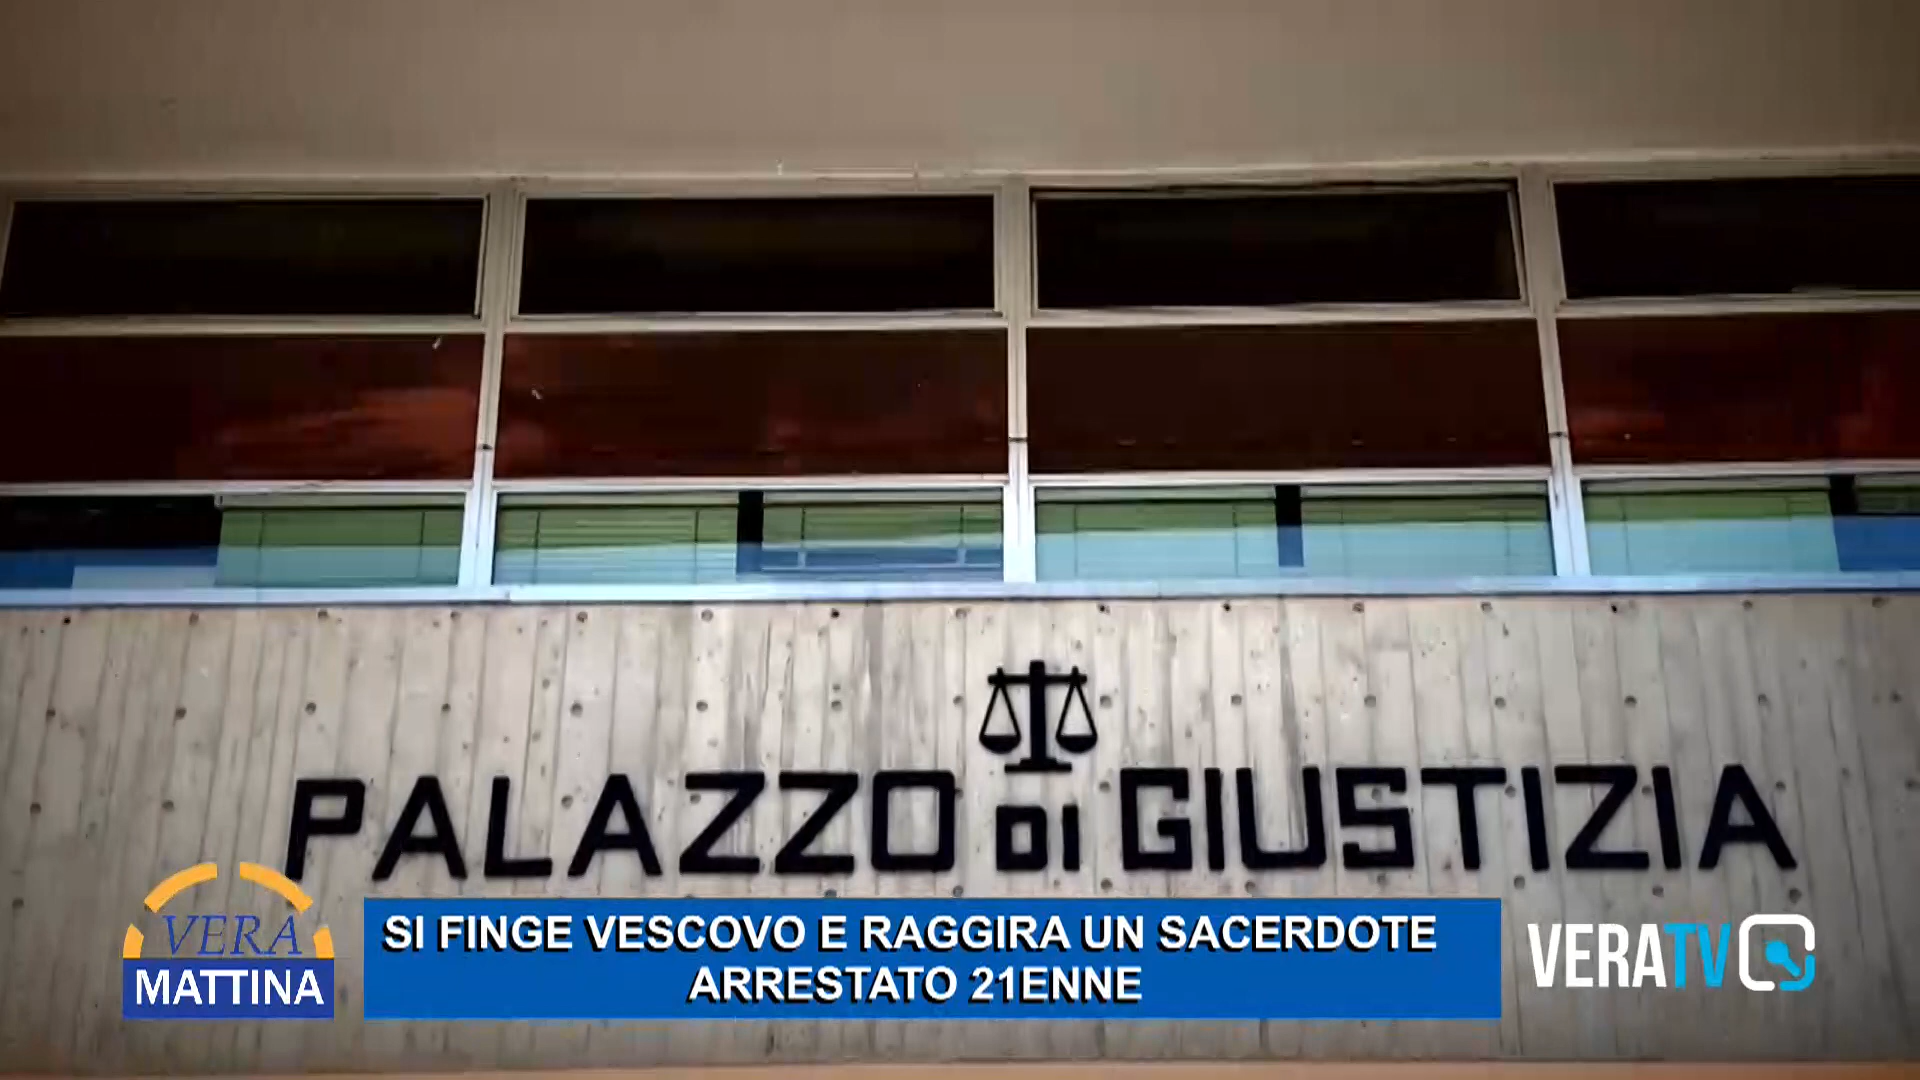 PALAZZO DI GIUSTIZIA
VERA
MATTINA
SI FINGE VESCOVO E RAGGIRA UN SACERDOTE
ARRESTATO 21ENNE
VERATV